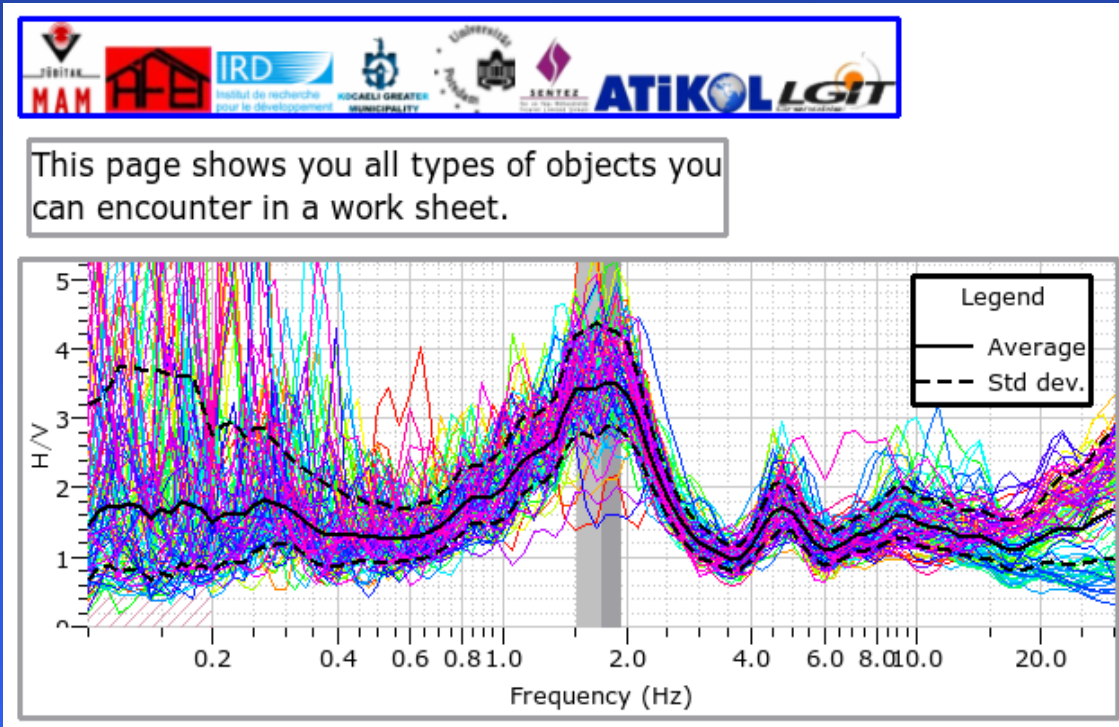 TÜBİTAK
MAM
IRD
Institut de recherche
pour le développement
KOCAELI GREATER
MUNICIPALITY
Universität
Potsdam
SENTEZ
ATiKOL
LGIT
This page shows you all types of objects you
can encounter in a work sheet.
H/V
5
4
3
2
1
0
Legend
Average
Std dev.
0.2 0.4 0.6 0.8 1.0 2.0 4.0 6.0 8.0 10.0 20.0
Frequency (Hz)